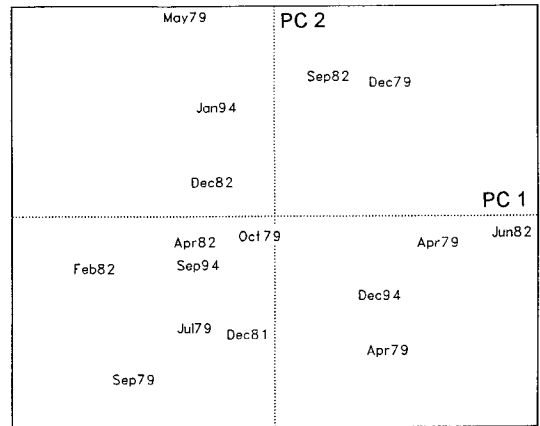 May79
PC 2
Sep82
Dec79
Jan94
Dec82
PC 1
Jun82
Oct79
Apr82
Apr79
Sep94
Feb82
Dec94
Jul79
Dec81
Apr79
Sep79